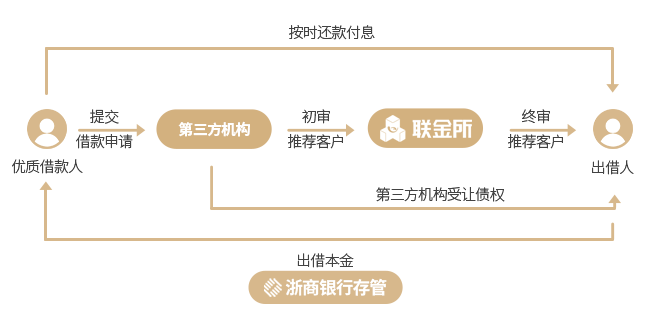 按时还款付息
提交
借款申请
第三方机构
初审
推荐客户
联金所
终审
推荐客户
优质借款人
出借人
第三方机构受让债权
出借本金
浙商银行存管